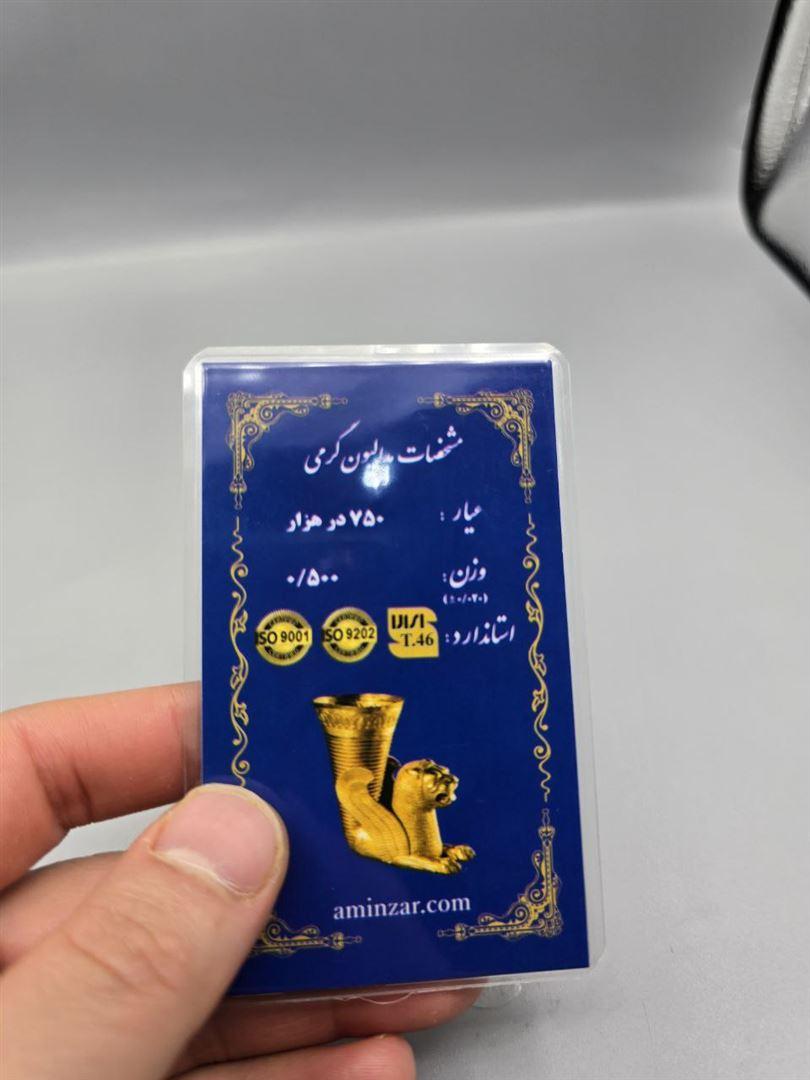 مشخصات مدالیون گرمی
عیار : ۷۵۰ در هزار
وزن: ۰/۵۰۰
(±۰/۰۲۰)
استاندارد: T.46 ISO 9202 ISO 9001
aminzar.com